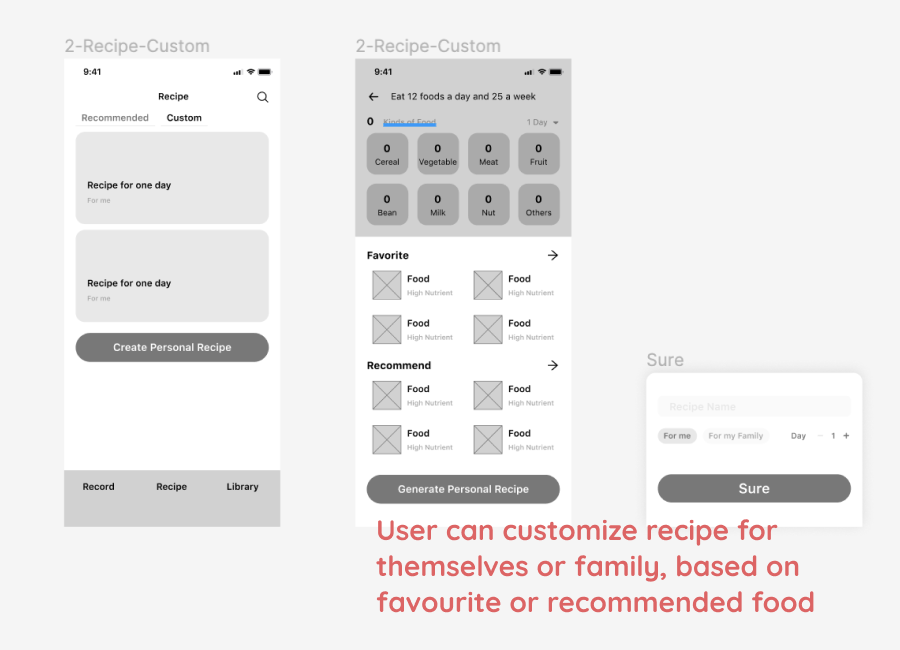 2-Recipe-Custom
9:41
Recipe
Recommended Custom
Recipe for one day
For me
Recipe for one day
For me
Create Personal Recipe
Record Recipe Library
2-Recipe-Custom
9:41
Eat 12 foods a day and 25 a week
0 Kinds of Food 1 Day
0 0 0 0
Cereal Vegetable Meat Fruit
0 0 0 0
Bean Milk Nut Others
Favorite
Food Food
High Nutrient High Nutrient
Food Food
High Nutrient High Nutrient
Recommend
Food Food
High Nutrient High Nutrient
Food Food
High Nutrient High Nutrient
Generate Personal Recipe
Sure
Recipe Name
For me For my Family Day − 1 +
Sure
User can customize recipe for
themselves or family, based on
favourite or recommended food